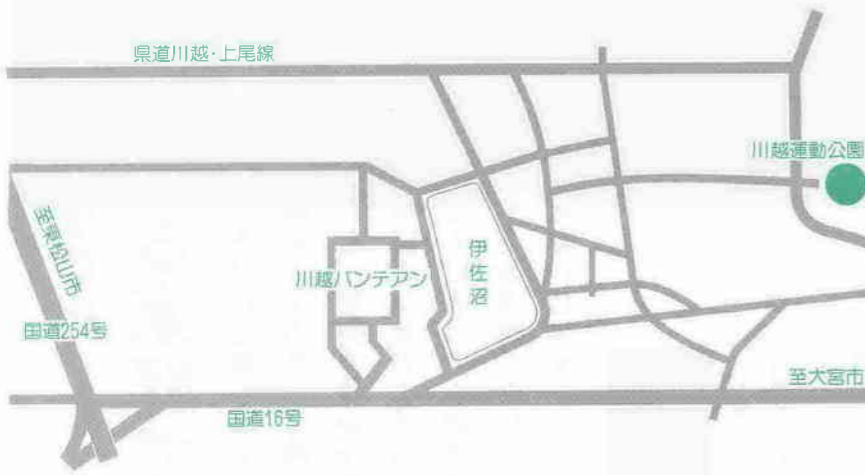 県道川越・上尾線
川越運動公園
至東松山市
伊佐沼
川越パンテアン
国道254号
至大宮市
国道16号